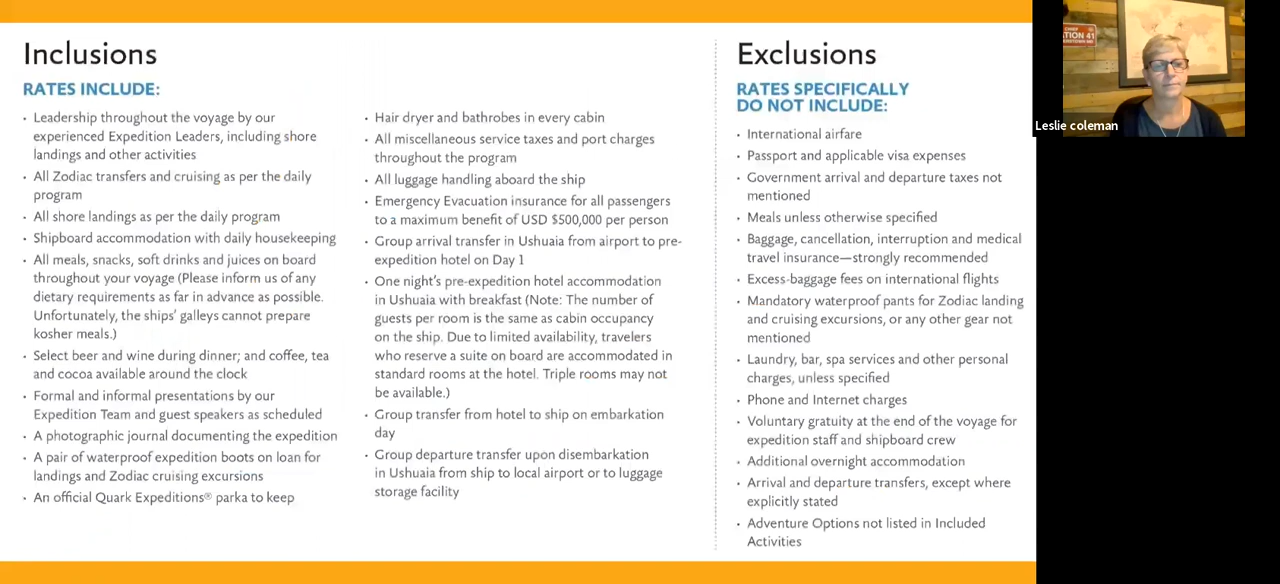 Inclusions
RATES INCLUDE:
• Leadership throughout the voyage by our
experienced Expedition Leaders, including shore
landings and other activities
• All Zodiac transfers and cruising as per the daily
program
• All shore landings as per the daily program
• Shipboard accommodation with daily housekeeping
• All meals, snacks, soft drinks and juices on board
throughout your voyage (Please inform us of any
dietary requirements as far in advance as possible.
Unfortunately, the ships’ galleys cannot prepare
kosher meals.)
• Select beer and wine during dinner; and coffee, tea
and cocoa available around the clock
• Formal and informal presentations by our
Expedition Team and guest speakers as scheduled
• A photographic journal documenting the expedition
• A pair of waterproof expedition boots on loan for
landings and Zodiac cruising excursions
• An official Quark Expeditions® parka to keep
• Hair dryer and bathrobes in every cabin
• All miscellaneous service taxes and port charges
throughout the program
• All luggage handling aboard the ship
• Emergency Evacuation insurance for all passengers
to a maximum benefit of USD $500,000 per person
• Group arrival transfer in Ushuaia from airport to pre-
expedition hotel on Day 1
• One night’s pre-expedition hotel accommodation
in Ushuaia with breakfast (Note: The number of
guests per room is the same as cabin occupancy
on the ship. Due to limited availability, travelers
who reserve a suite on board are accommodated in
standard rooms at the hotel. Triple rooms may not
be available.)
• Group transfer from hotel to ship on embarkation
day
• Group departure transfer upon disembarkation
in Ushuaia from ship to local airport or to luggage
storage facility
Exclusions
RATES SPECIFICALLY
DO NOT INCLUDE:
• International airfare
• Passport and applicable visa expenses
• Government arrival and departure taxes not
mentioned
• Meals unless otherwise specified
• Baggage, cancellation, interruption and medical
travel insurance—strongly recommended
• Excess-baggage fees on international flights
• Mandatory waterproof pants for Zodiac landing
and cruising excursions, or any other gear not
mentioned
• Laundry, bar, spa services and other personal
charges, unless specified
• Phone and Internet charges
• Voluntary gratuity at the end of the voyage for
expedition staff and shipboard crew
• Additional overnight accommodation
• Arrival and departure transfers, except where
explicitly stated
• Adventure Options not listed in Included
Activities
41
Leslie coleman